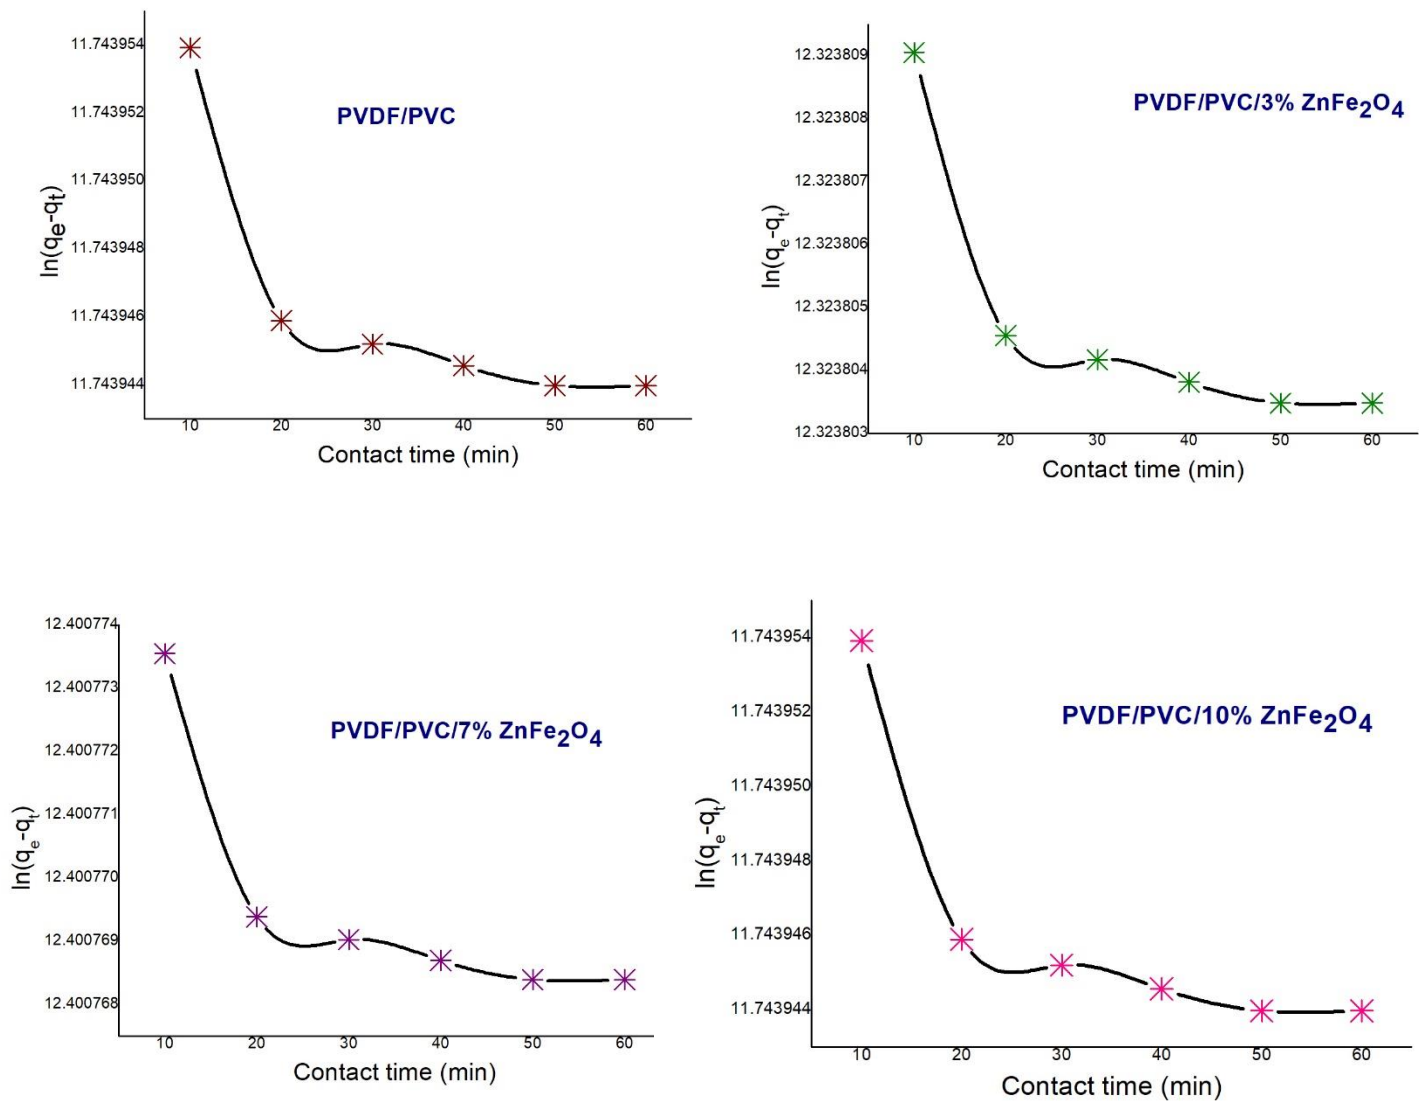 PVDF/PVC
ln(qe-qt)
11.743954
11.743952
11.743950
11.743948
11.743946
11.743944
10 20 30 40 50 60
Contact time (min)
PVDF/PVC/3% ZnFe2O4
ln(qe-qt)
12.323809
12.323808
12.323807
12.323806
12.323805
12.323804
12.323803
10 20 30 40 50 60
Contact time (min)
PVDF/PVC/7% ZnFe2O4
ln(qe-qt)
12.400774
12.400773
12.400772
12.400771
12.400770
12.400769
12.400768
10 20 30 40 50 60
Contact time (min)
PVDF/PVC/10% ZnFe2O4
ln(qe-qt)
11.743954
11.743952
11.743950
11.743948
11.743946
11.743944
10 20 30 40 50 60
Contact time (min)